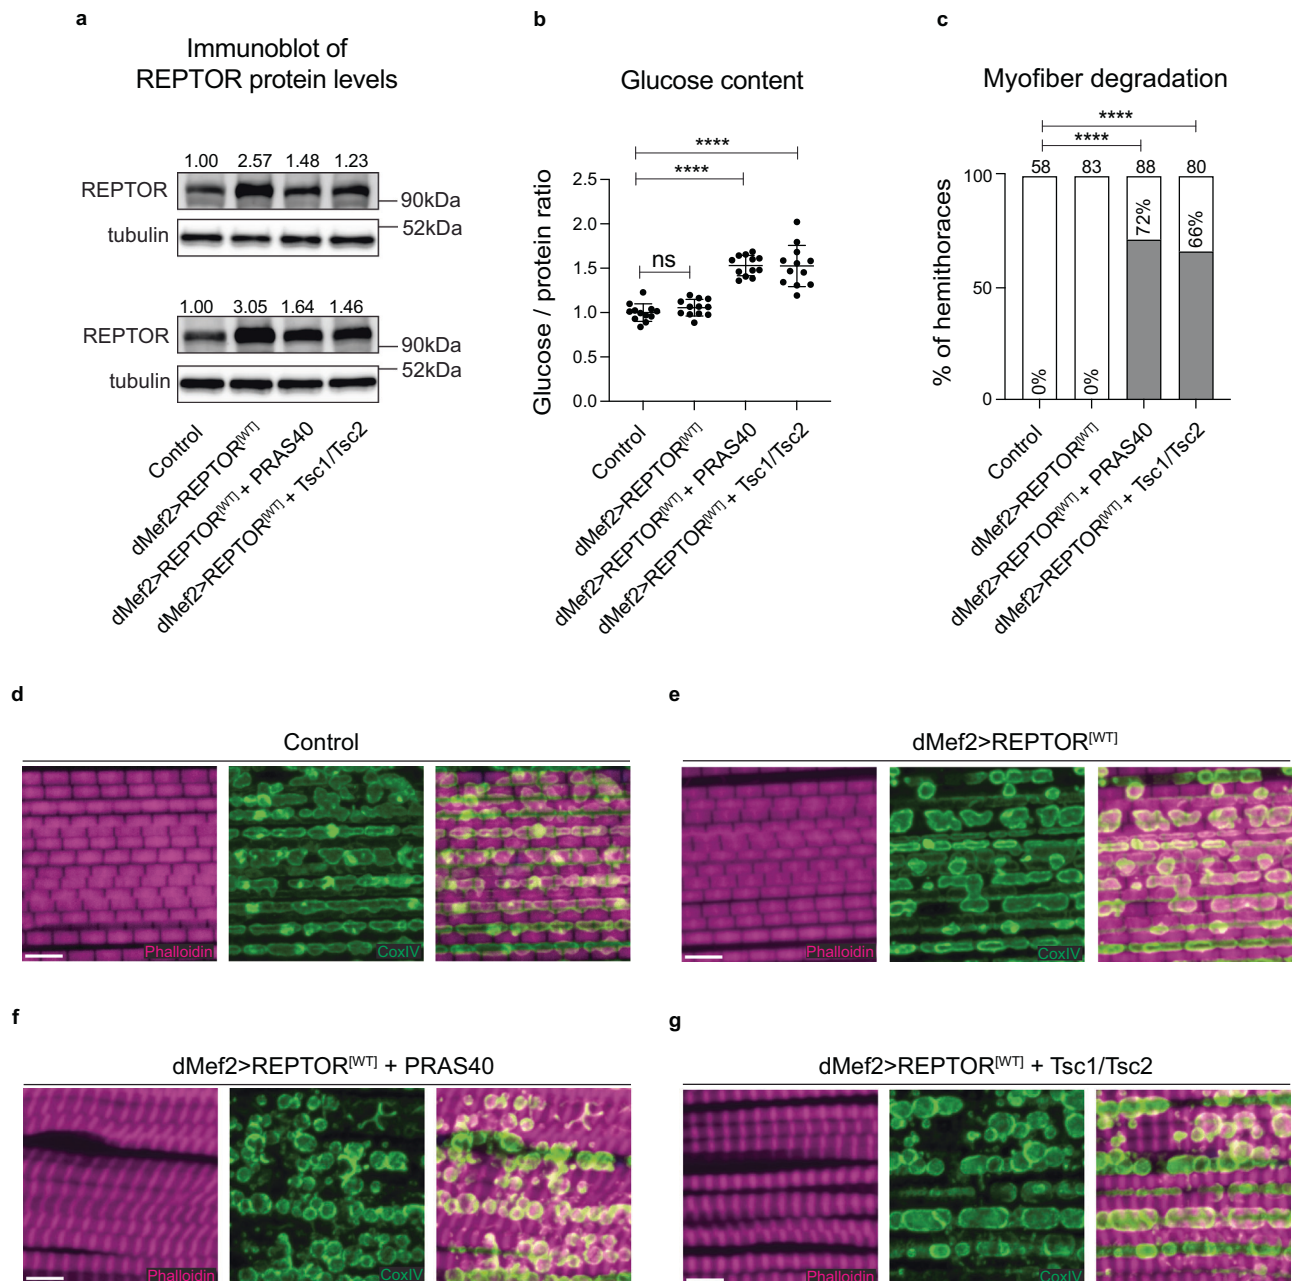 a
Immunoblot of
REPTOR protein levels
1.00 2.57 1.48 1.23
REPTOR
90kDa
tubulin
52kDa
1.00 3.05 1.64 1.46
REPTOR
90kDa
tubulin
52kDa
Control
dMef2>REPTOR[WT]
dMef2>REPTOR[WT] + PRAS40
dMef2>REPTOR[WT] + Tsc1/Tsc2
b
Glucose content
****
****
ns
Glucose / protein ratio
2.5
2.0
1.5
1.0
0.5
0.0
Control
dMef2>REPTOR[WT]
dMef2>REPTOR[WT] + PRAS40
dMef2>REPTOR[WT] + Tsc1/Tsc2
c
Myofiber degradation
****
****
58 83 88 80
% of hemithoraces
100
50
0
0%
0%
72%
66%
Control
dMef2>REPTOR[WT]
dMef2>REPTOR[WT] + PRAS40
dMef2>REPTOR[WT] + Tsc1/Tsc2
d
Control
Phalloidin
CoxIV
e
dMef2>REPTOR[WT]
Phalloidin
CoxIV
f
dMef2>REPTOR[WT] + PRAS40
Phalloidin
CoxIV
g
dMef2>REPTOR[WT] + Tsc1/Tsc2
Phalloidin
CoxIV